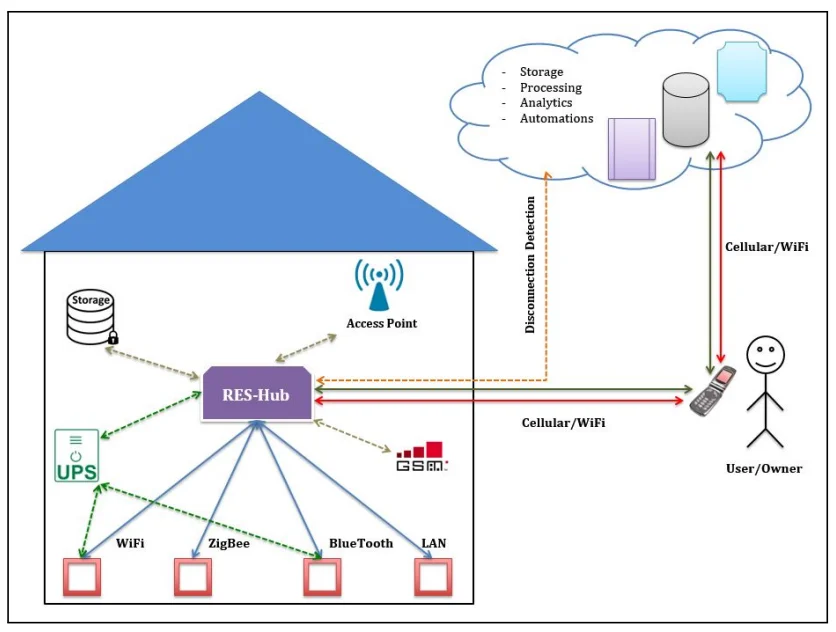 - Storage
- Processing
- Analytics
- Automations
Disconnection Detection
Cellular/WiFi
Storage
Access Point
RES-Hub
Cellular/WiFi
UPS
GSM
User/Owner
WiFi
ZigBee
BlueTooth
LAN